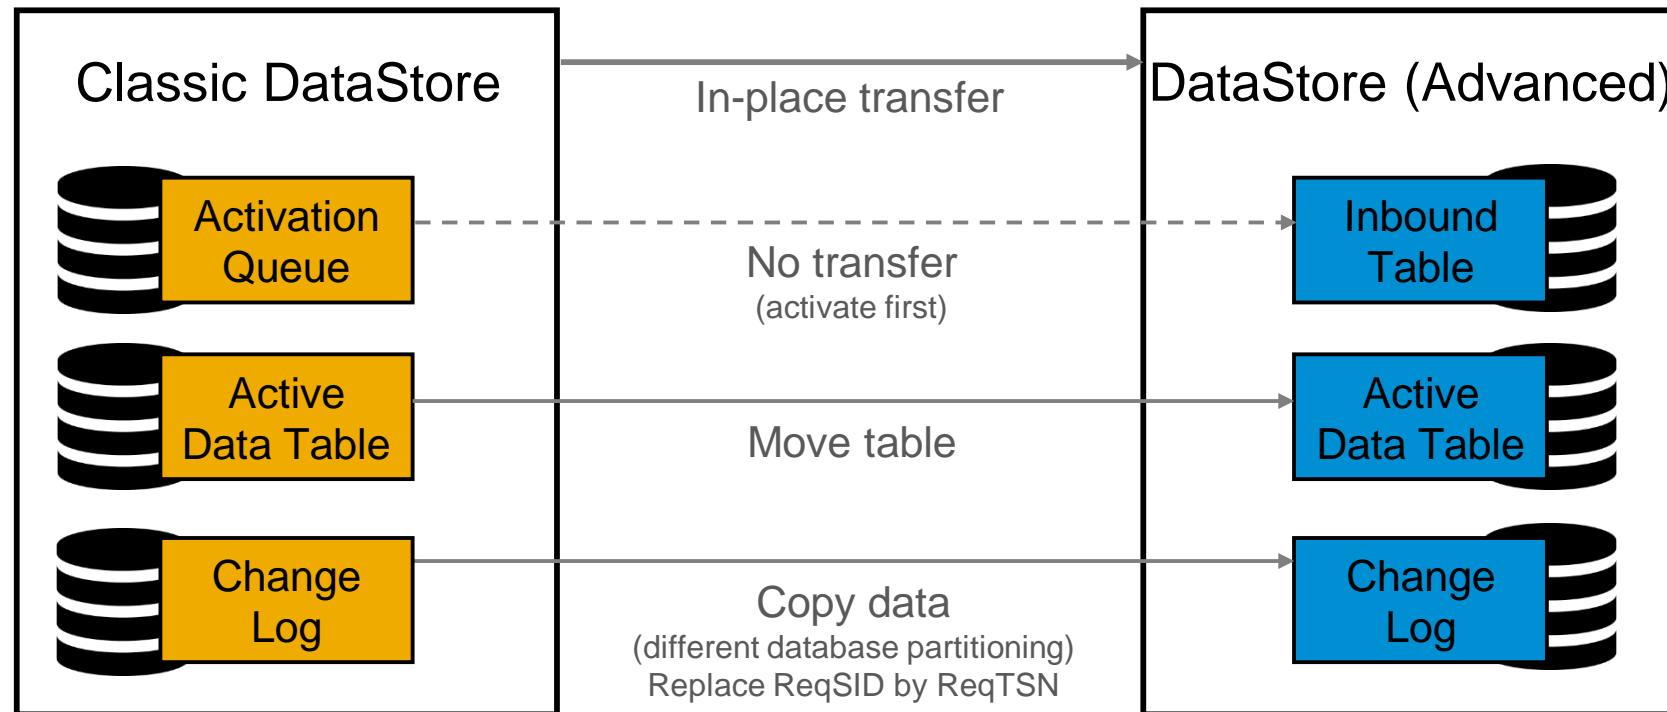 Classic DataStore
In-place transfer
DataStore (Advanced)
Activation
Queue
No transfer
(activate first)
Inbound
Table
Active
Data Table
Move table
Active
Data Table
Change
Log
Copy data
(different database partitioning)
Replace ReqSID by ReqTSN
Change
Log